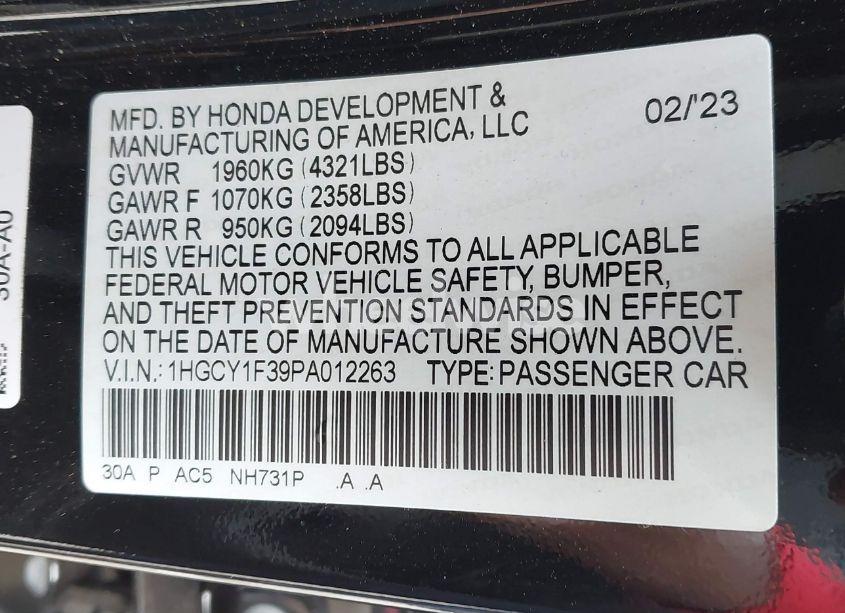 MFD. BY HONDA DEVELOPMENT & 02/'23
MANUFACTURING OF AMERICA, LLC
GVWR 1960KG (4321LBS)
GAWR F 1070KG (2358LBS)
GAWR R 950KG (2094LBS)
THIS VEHICLE CONFORMS TO ALL APPLICABLE
FEDERAL MOTOR VEHICLE SAFETY, BUMPER,
AND THEFT PREVENTION STANDARDS IN EFFECT
ON THE DATE OF MANUFACTURE SHOWN ABOVE.
V.I.N.: 1HGCY1F39PA012263 TYPE: PASSENGER CAR
30A P AC5 NH731P .A .A
30A-A0